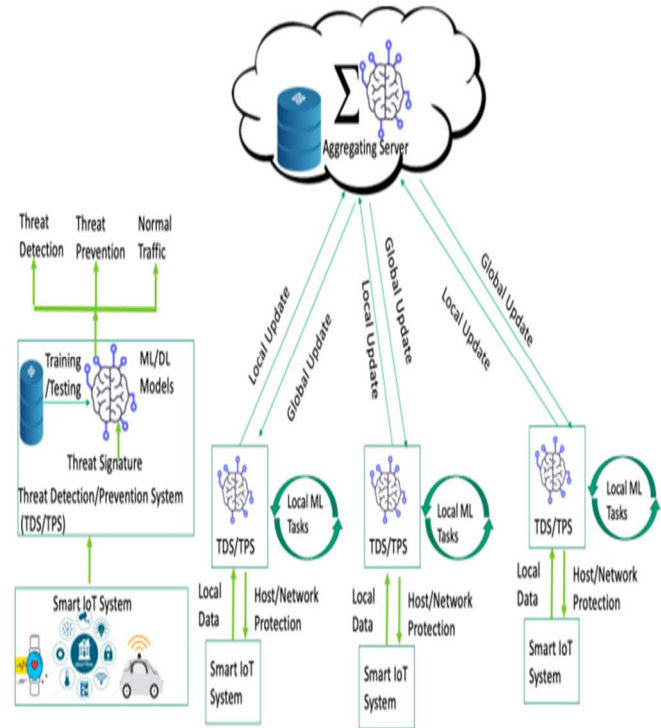 Aggregating Server
Threat
Detection
Threat
Prevention
Normal
Traffic
Training
/Testing
ML/DL
Models
Threat Signature
Threat Detection/Prevention System
(TDS/TPS)
Smart IoT System
Local Update
Global Update
Global Update
Local Update
Global Update
Local Update
TDS/TPS
Local ML
Tasks
Local
Data
Host/Network
Protection
Smart IoT
System
TDS/TPS
Local ML
Tasks
Local
Data
Host/Network
Protection
Smart IoT
System
TDS/TPS
Local ML
Tasks
Local
Data
Host/Network
Protection
Smart IoT
System